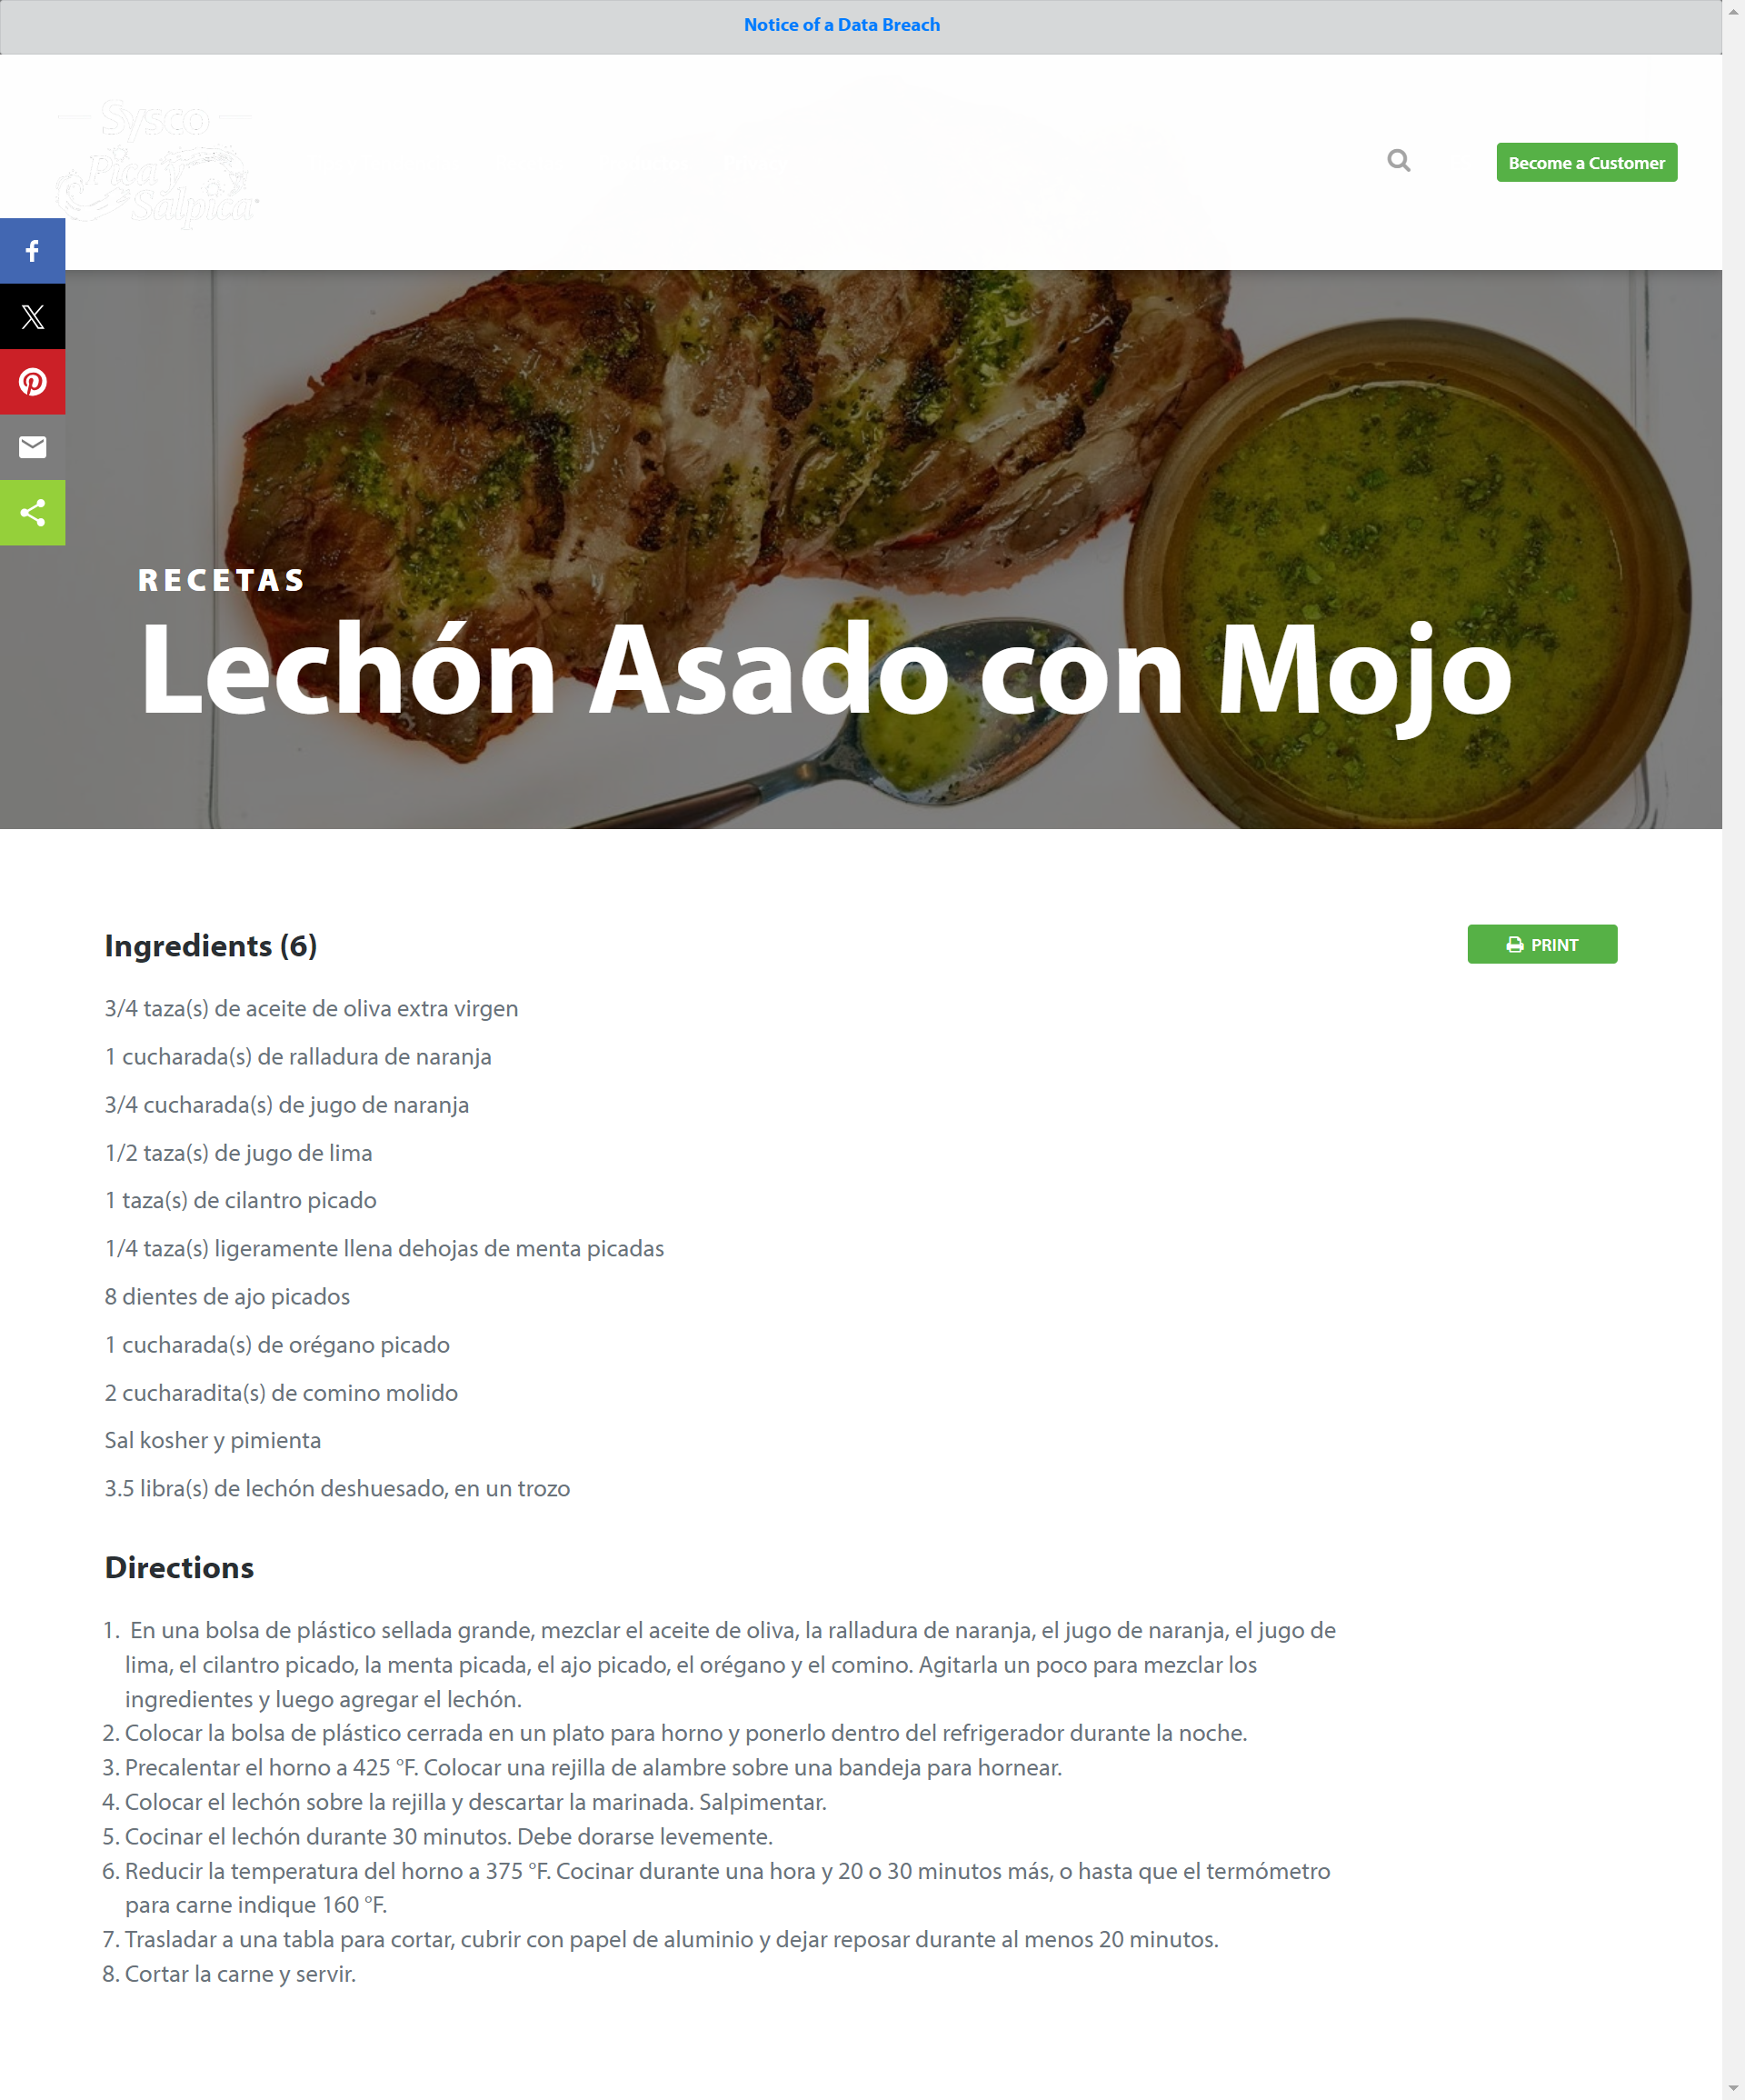 Notice of a Data Breach
Sysco
Pica y
Salpica
Become a Customer
RECETAS
Lechón Asado con Mojo
Ingredients (6)
PRINT
3/4 taza(s) de aceite de oliva extra virgen
1 cucharada(s) de ralladura de naranja
3/4 cucharada(s) de jugo de naranja
1/2 taza(s) de jugo de lima
1 taza(s) de cilantro picado
1/4 taza(s) ligeramente llena dehojas de menta picadas
8 dientes de ajo picados
1 cucharada(s) de orégano picado
2 cucharadita(s) de comino molido
Sal kosher y pimienta
3.5 libra(s) de lechón deshuesado, en un trozo
Directions
1. En una bolsa de plástico sellada grande, mezclar el aceite de oliva, la ralladura de naranja, el jugo de naranja, el jugo de
lima, el cilantro picado, la menta picada, el ajo picado, el orégano y el comino. Agitarla un poco para mezclar los
ingredientes y luego agregar el lechón.
2. Colocar la bolsa de plástico cerrada en un plato para horno y ponerlo dentro del refrigerador durante la noche.
3. Precalentar el horno a 425 °F. Colocar una rejilla de alambre sobre una bandeja para hornear.
4. Colocar el lechón sobre la rejilla y descartar la marinada. Salpimentar.
5. Cocinar el lechón durante 30 minutos. Debe dorarse levemente.
6. Reducir la temperatura del horno a 375 °F. Cocinar durante una hora y 20 o 30 minutos más, o hasta que el termómetro
para carne indique 160 °F.
7. Trasladar a una tabla para cortar, cubrir con papel de aluminio y dejar reposar durante al menos 20 minutos.
8. Cortar la carne y servir.